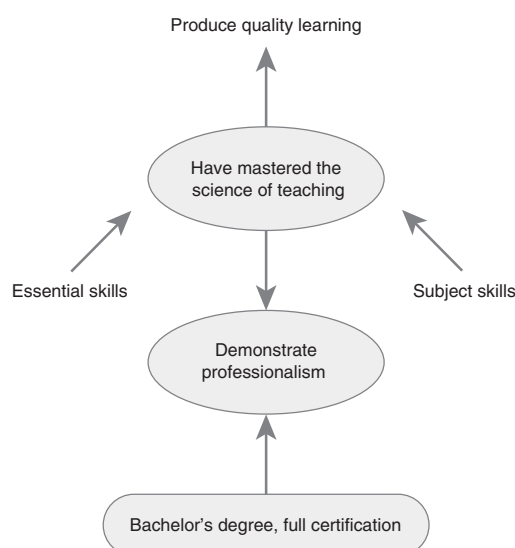 Produce quality learning
Have mastered the
science of teaching
Essential skills
Subject skills
Demonstrate
professionalism
Bachelor’s degree, full certification